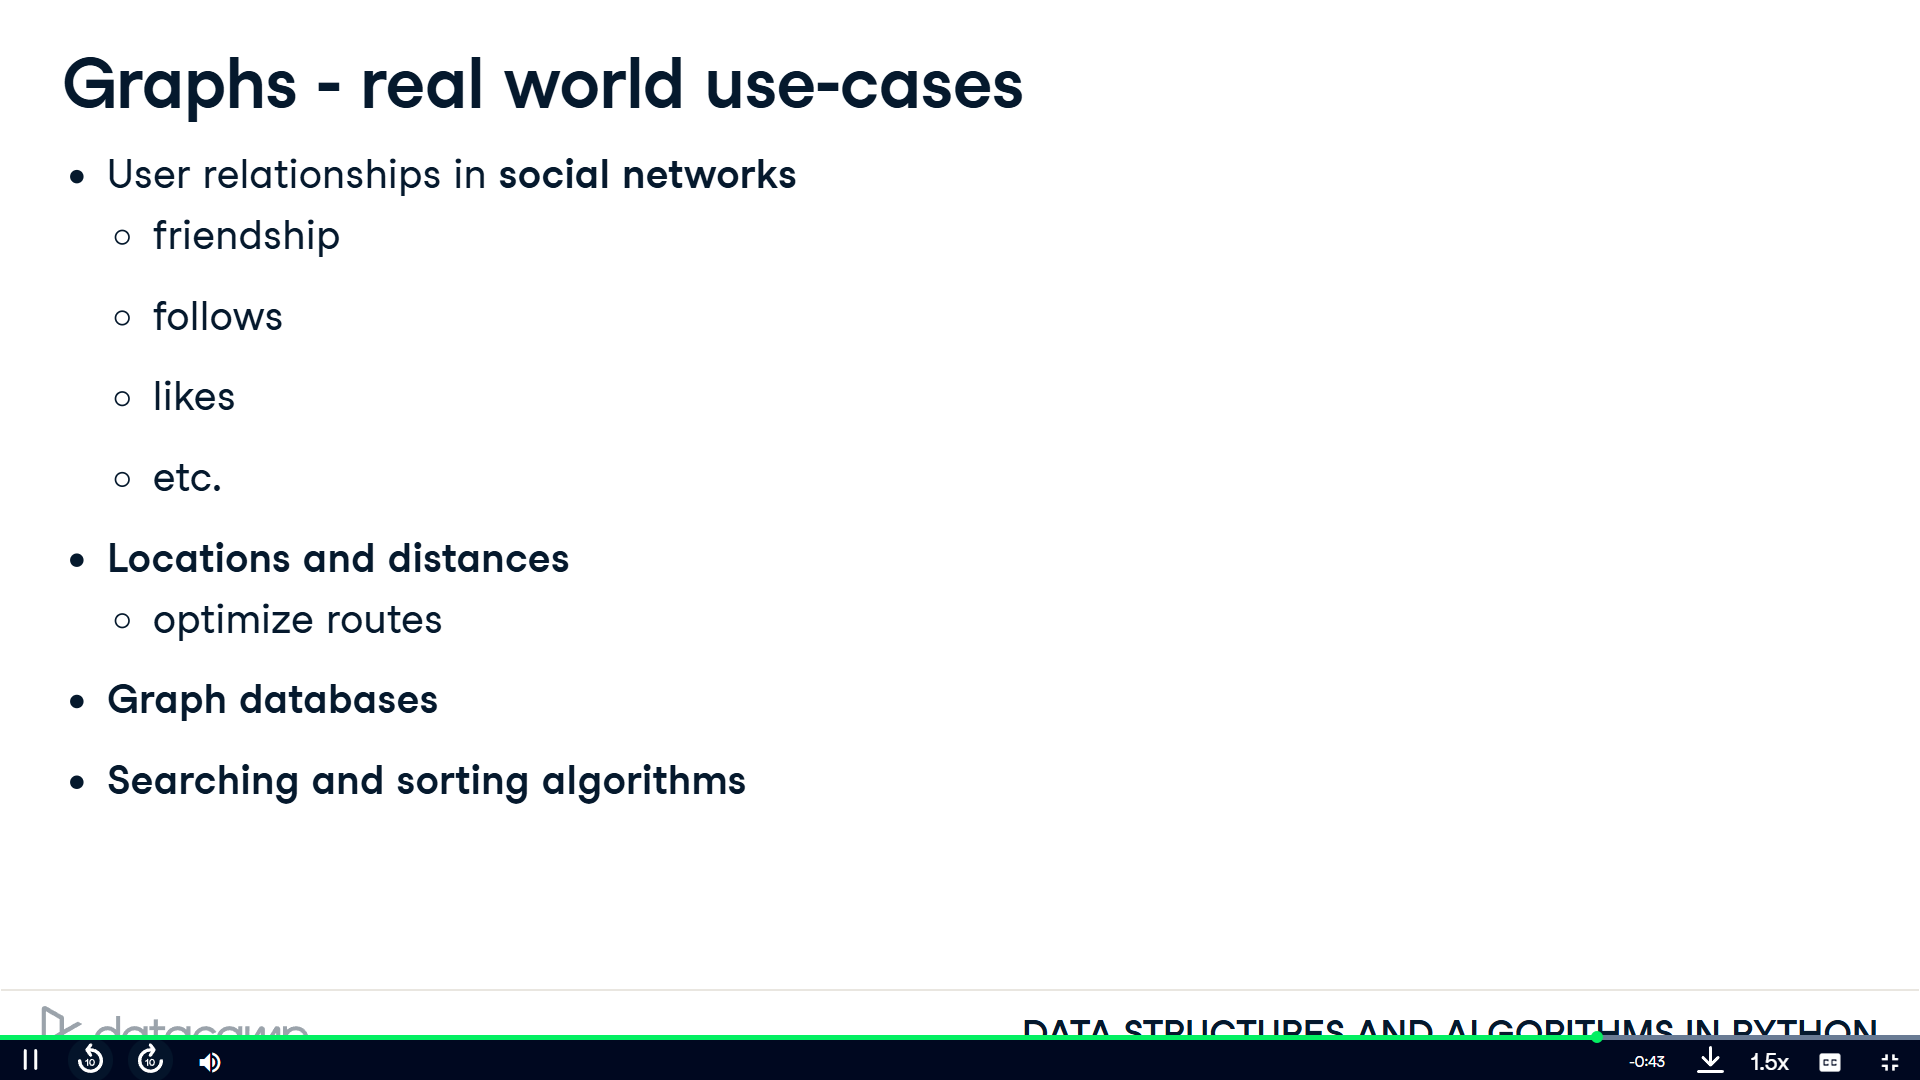 Graphs - real world use-cases
User relationships in social networks
friendship
follows
likes
etc.
Locations and distances
optimize routes
Graph databases
Searching and sorting algorithms
datacamp
DATA STRUCTURES AND ALGORITHMS IN PYTHON
10
10
-0:43
1.5x
CC